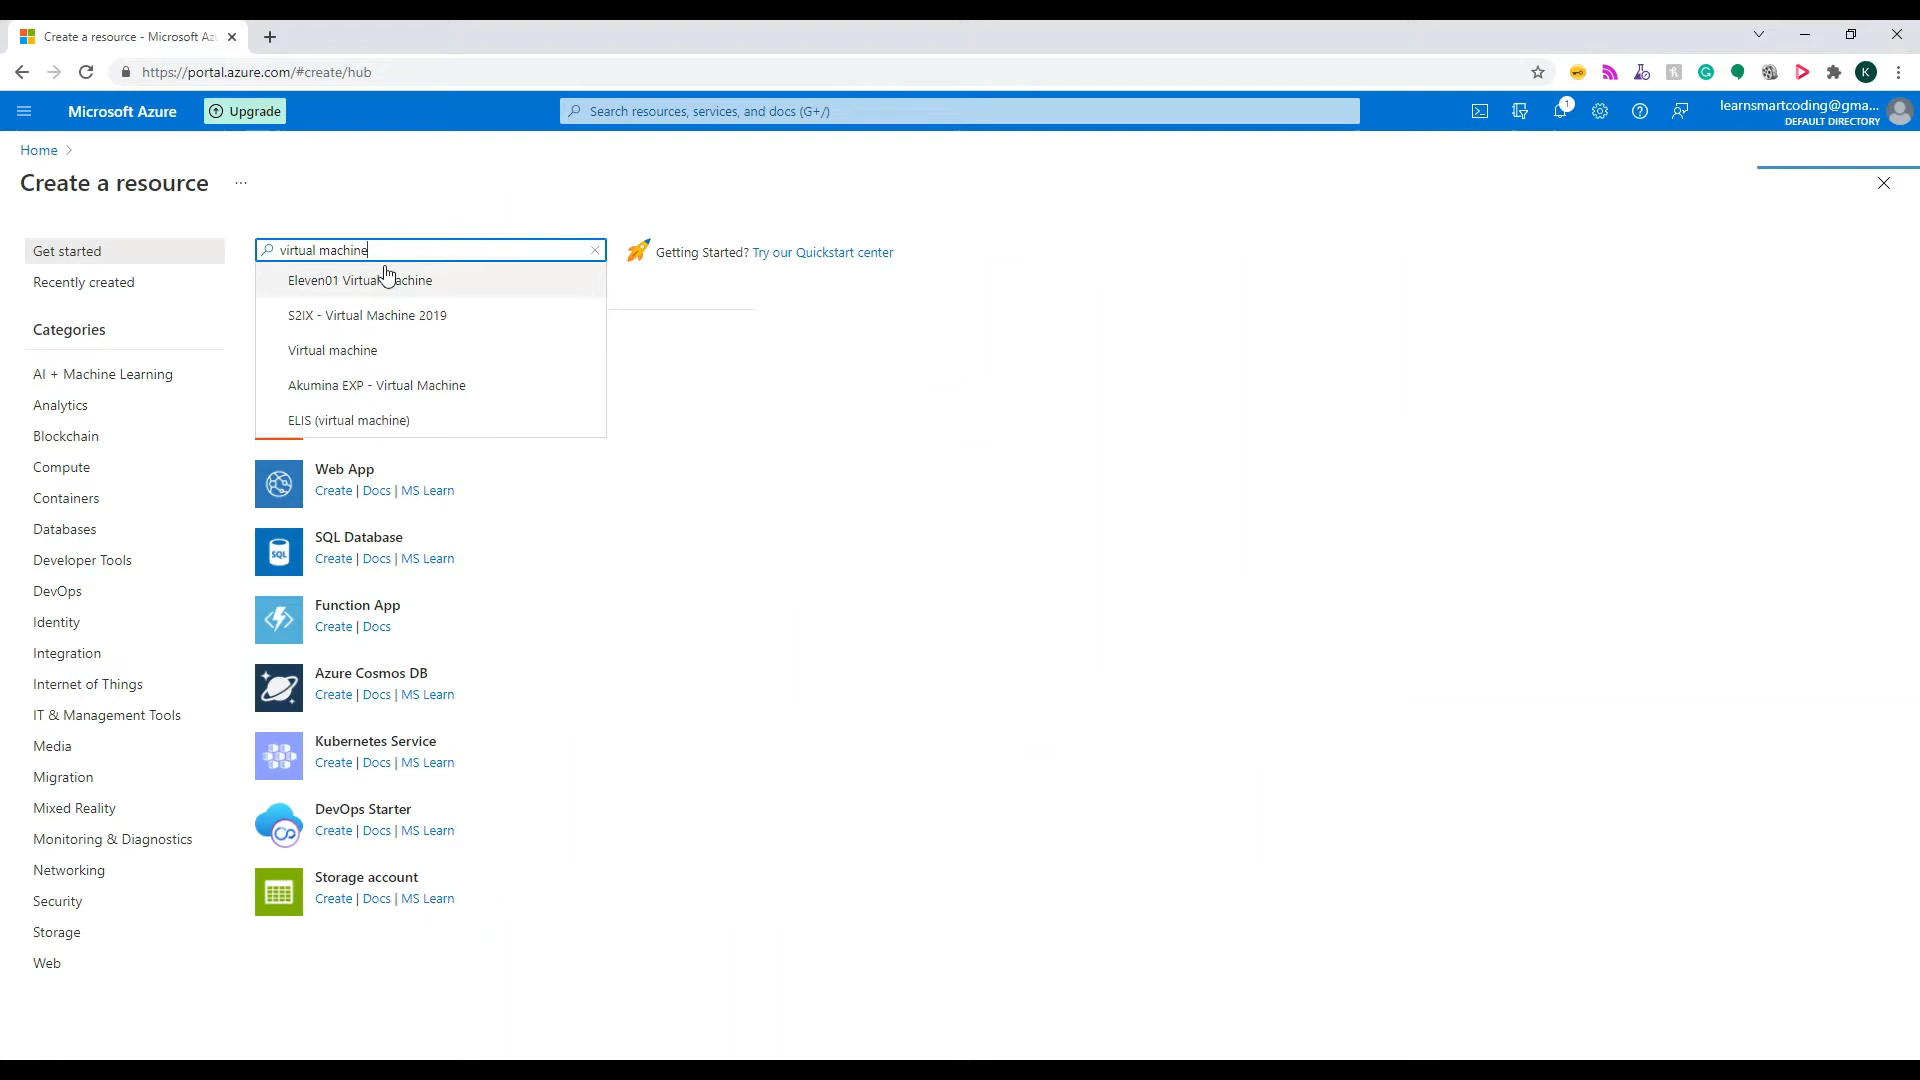 Create a resource - Microsoft Az
https://portal.azure.com/#create/hub
K
Microsoft Azure
Upgrade
Search resources, services, and docs (G+/)
1
learnsmartcoding@gma...
DEFAULT DIRECTORY
Home
Create a resource
...
Get started
Recently created
Categories
AI + Machine Learning
Analytics
Blockchain
Compute
Containers
Databases
Developer Tools
DevOps
Identity
Integration
Internet of Things
IT & Management Tools
Media
Migration
Mixed Reality
Monitoring & Diagnostics
Networking
Security
Storage
Web
virtual machine
Getting Started? Try our Quickstart center
Eleven01 Virtual Machine
S2IX - Virtual Machine 2019
Virtual machine
Akumina EXP - Virtual Machine
ELIS (virtual machine)
Web App
Create | Docs | MS Learn
SQL
SQL Database
Create | Docs | MS Learn
Function App
Create | Docs
Azure Cosmos DB
Create | Docs | MS Learn
Kubernetes Service
Create | Docs | MS Learn
DevOps Starter
Create | Docs | MS Learn
Storage account
Create | Docs | MS Learn